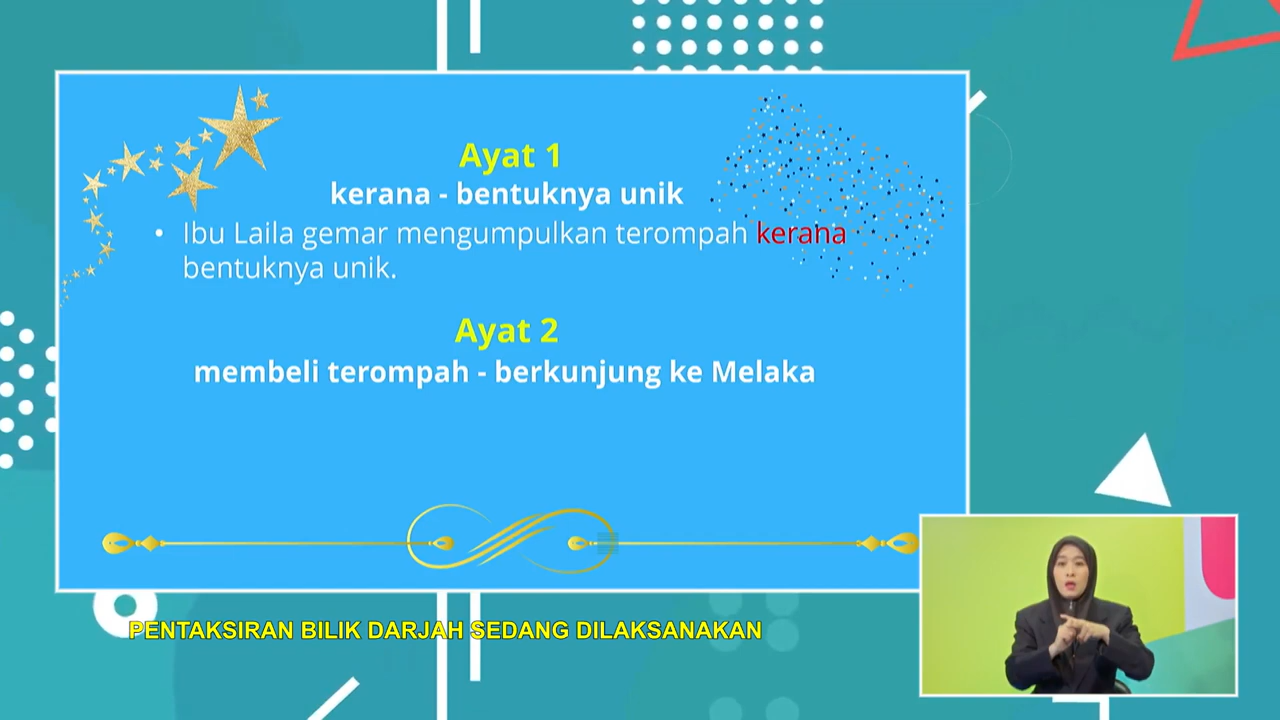 Ayat 1
kerana - bentuknya unik
• Ibu Laila gemar mengumpulkan terompah kerana
bentuknya unik.
Ayat 2
membeli terompah - berkunjung ke Melaka
PENTAKSIRAN BILIK DARJAH SEDANG DILAKSANAKAN